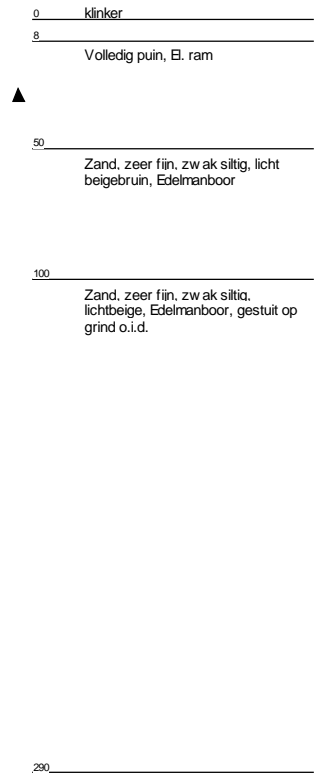 0 klinker
8
Volledig puin, El. ram
50
Zand, zeer fijn, zwak siltig, licht
beigebruin, Edelmanboor
100
Zand, zeer fijn, zwak siltig,
lichtbeige, Edelmanboor, gestuit op
grind o.i.d.
290